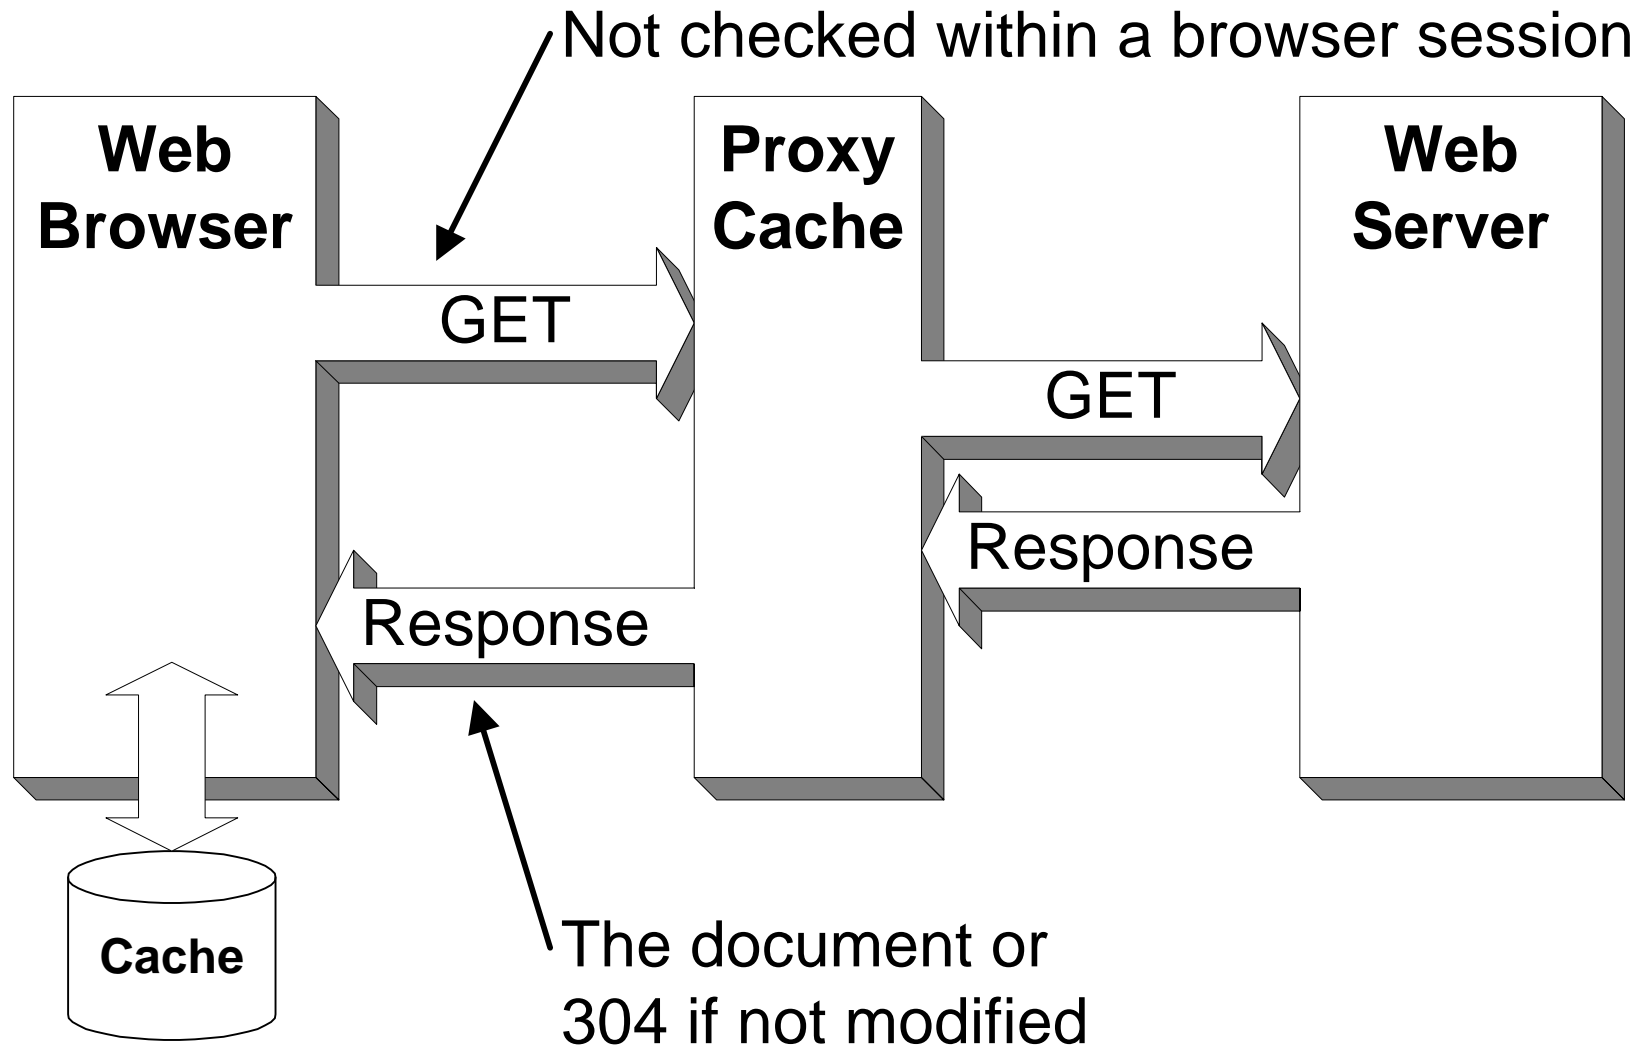 Not checked within a browser session
Web
Browser
Proxy
Cache
Web
Server
GET
GET
Response
Response
Cache
The document or
304 if not modified